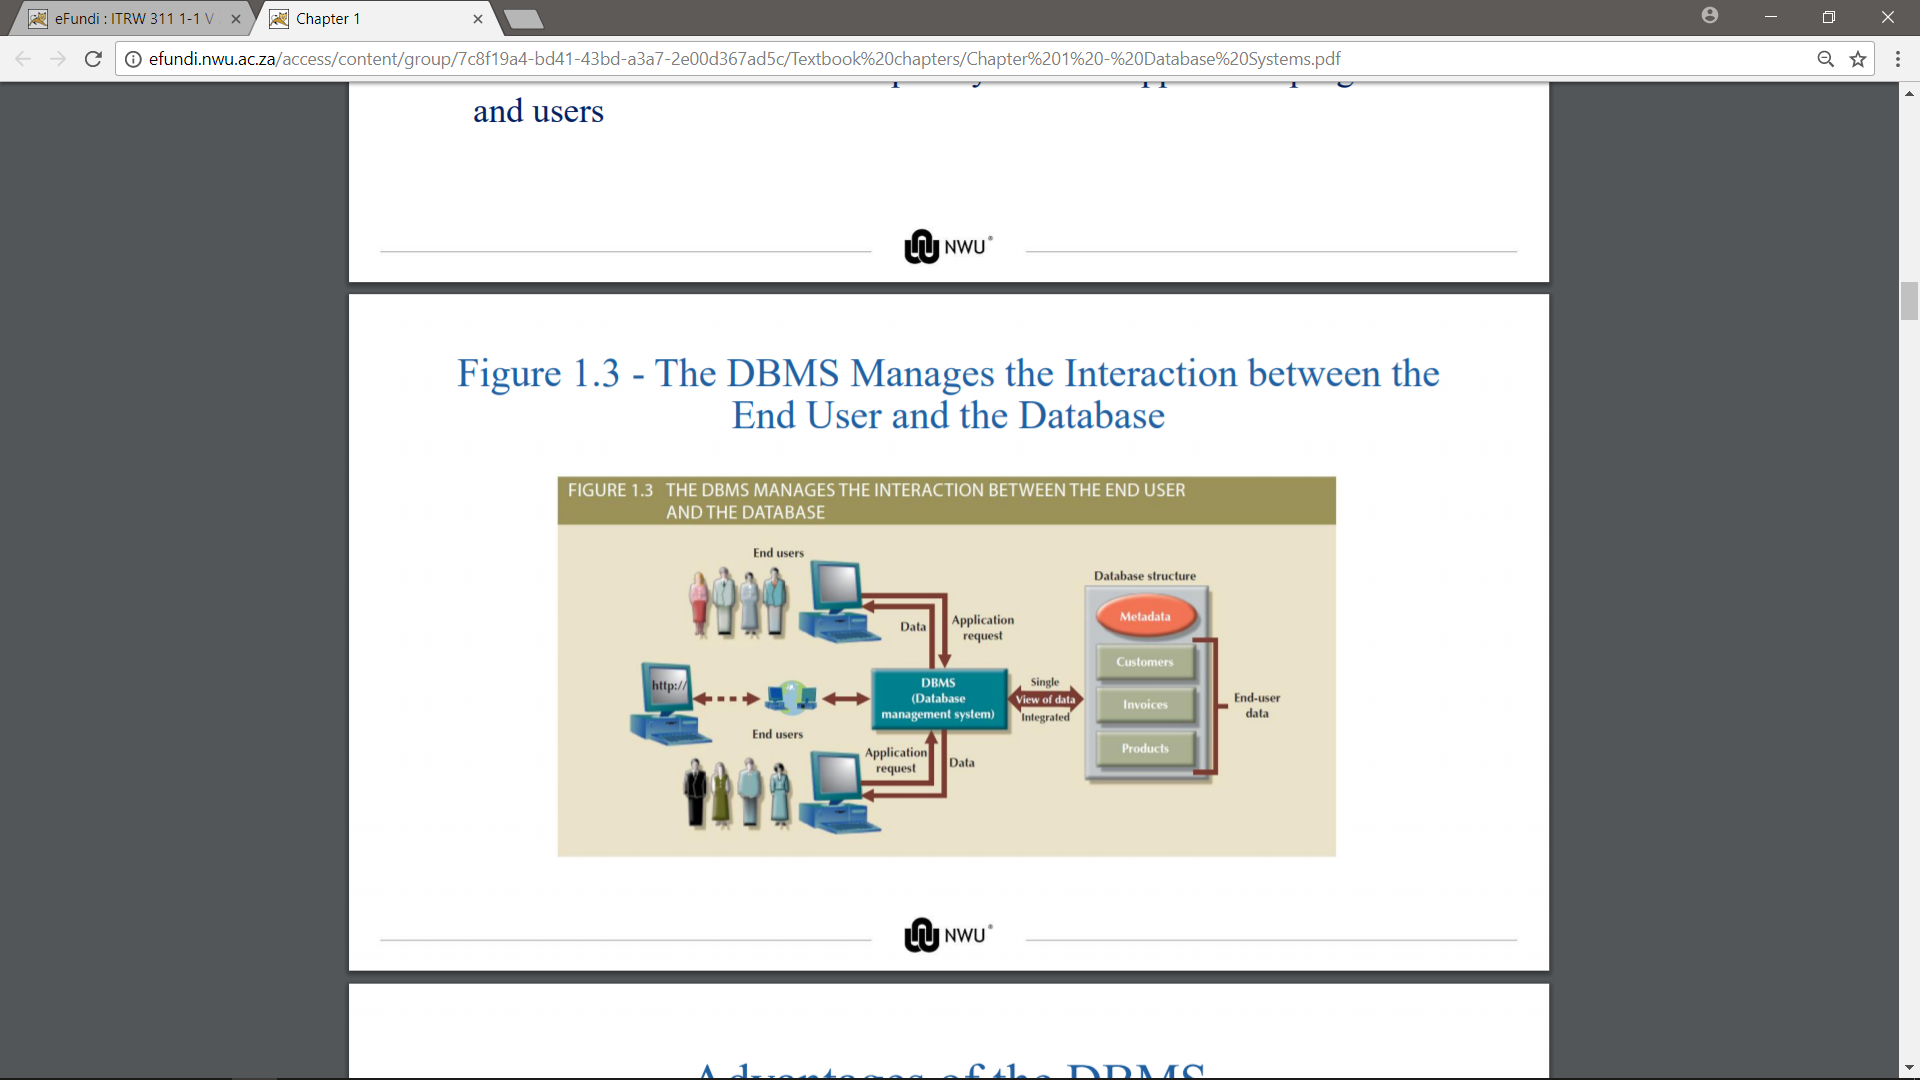 eFundi : ITRW 311 1-1 V
Chapter 1
efundi.nwu.ac.za/access/content/group/7c8f19a4-bd41-43bd-a3a7-2e00d367ad5c/Textbook%20chapters/Chapter%201%20-%20Database%20Systems.pdf
and users
NWU®
Figure 1.3 - The DBMS Manages the Interaction between the
End User and the Database
FIGURE 1.3 THE DBMS MANAGES THE INTERACTION BETWEEN THE END USER
AND THE DATABASE
End users
Data
Application
request
http://
DBMS
(Database
management system)
Single
View of data
Integrated
Database structure
Metadata
Customers
Invoices
Products
End-user
data
End users
Application
request
Data
NWU®
Advantages of the DBMS